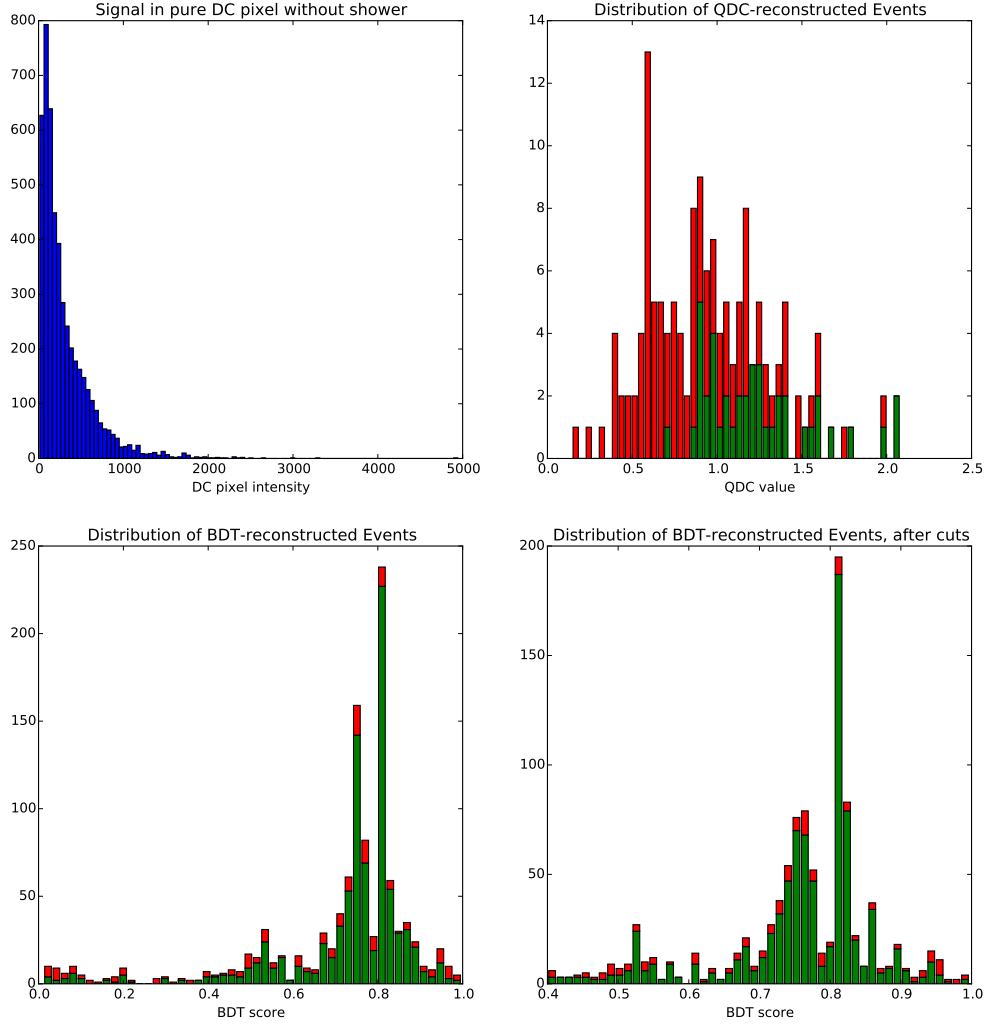 Signal in pure DC pixel without shower
800
700
600
500
400
300
200
100
0
0 1000 2000 3000 4000 5000
DC pixel intensity
Distribution of QDC-reconstructed Events
14
12
10
8
6
4
2
0
0.0 0.5 1.0 1.5 2.0 2.5
QDC value
Distribution of BDT-reconstructed Events
250
200
150
100
50
0
0.0 0.2 0.4 0.6 0.8 1.0
BDT score
Distribution of BDT-reconstructed Events, after cuts
200
150
100
50
0
0.4 0.5 0.6 0.7 0.8 0.9 1.0
BDT score